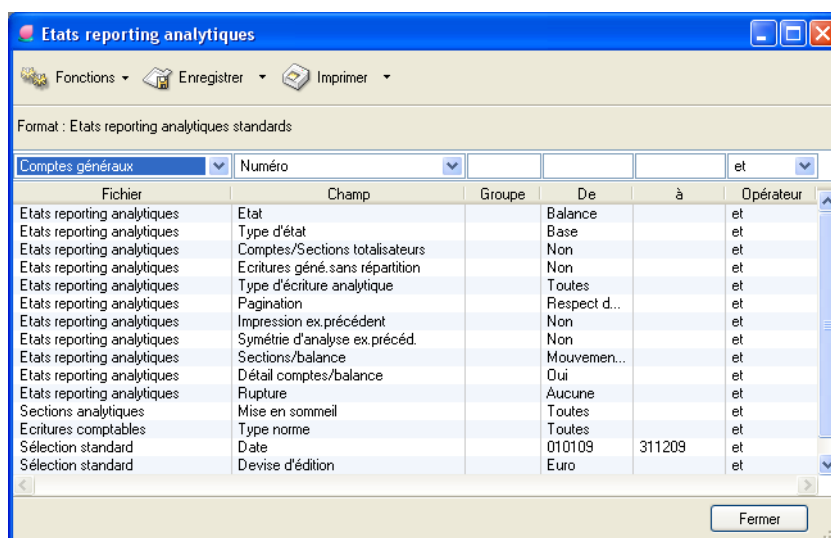 Etats reporting analytiques
Fonctions Enregistrer Imprimer
Format : Etats reporting analytiques standards
Comptes généraux Numéro et
Fichier Champ Groupe De à Opérateur
Etats reporting analytiques Etat Balance et
Etats reporting analytiques Type d'état Base et
Etats reporting analytiques Comptes/Sections totalisateurs Non et
Etats reporting analytiques Ecritures géné.sans répartition Non et
Etats reporting analytiques Type d'écriture analytique Toutes et
Etats reporting analytiques Pagination Respect d... et
Etats reporting analytiques Impression ex.précédent Non et
Etats reporting analytiques Symétrie d'analyse ex.précéd. Non et
Etats reporting analytiques Sections/balance Mouvemen... et
Etats reporting analytiques Détail comptes/balance Oui et
Etats reporting analytiques Rupture Aucune et
Sections analytiques Mise en sommeil Toutes et
Ecritures comptables Type norme Toutes et
Sélection standard Date 010109 311209 et
Sélection standard Devise d'édition Euro et
Fermer